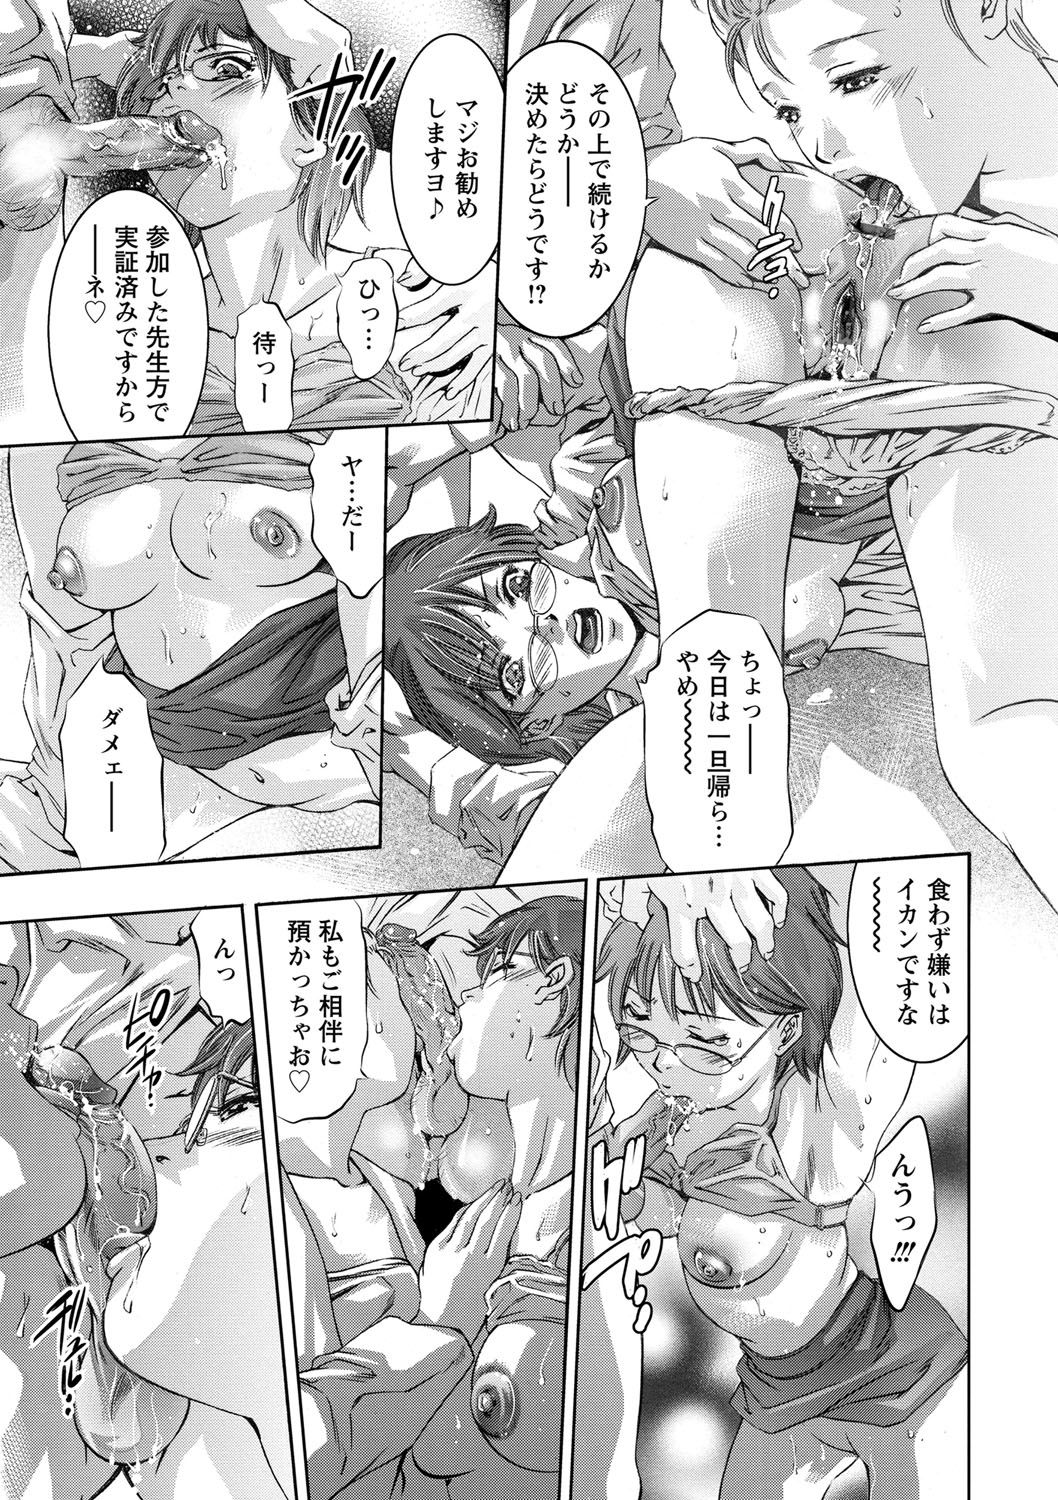 その上で続けるか
どうか――
決めたらどうです!?
マジお勧め
しますヨ♪
ガッ
ひっ…
待っー
参加した先生方で
実証済みですから
――ネ♡
ちょっ――
今日は一旦帰ら…
やめ～～～
ヤ…だー
ダメェ――
食わず嫌いは
イカンですな
～～
んうっ!!!
私もご相伴に
預かっちゃお♡
んっ
ピチャ